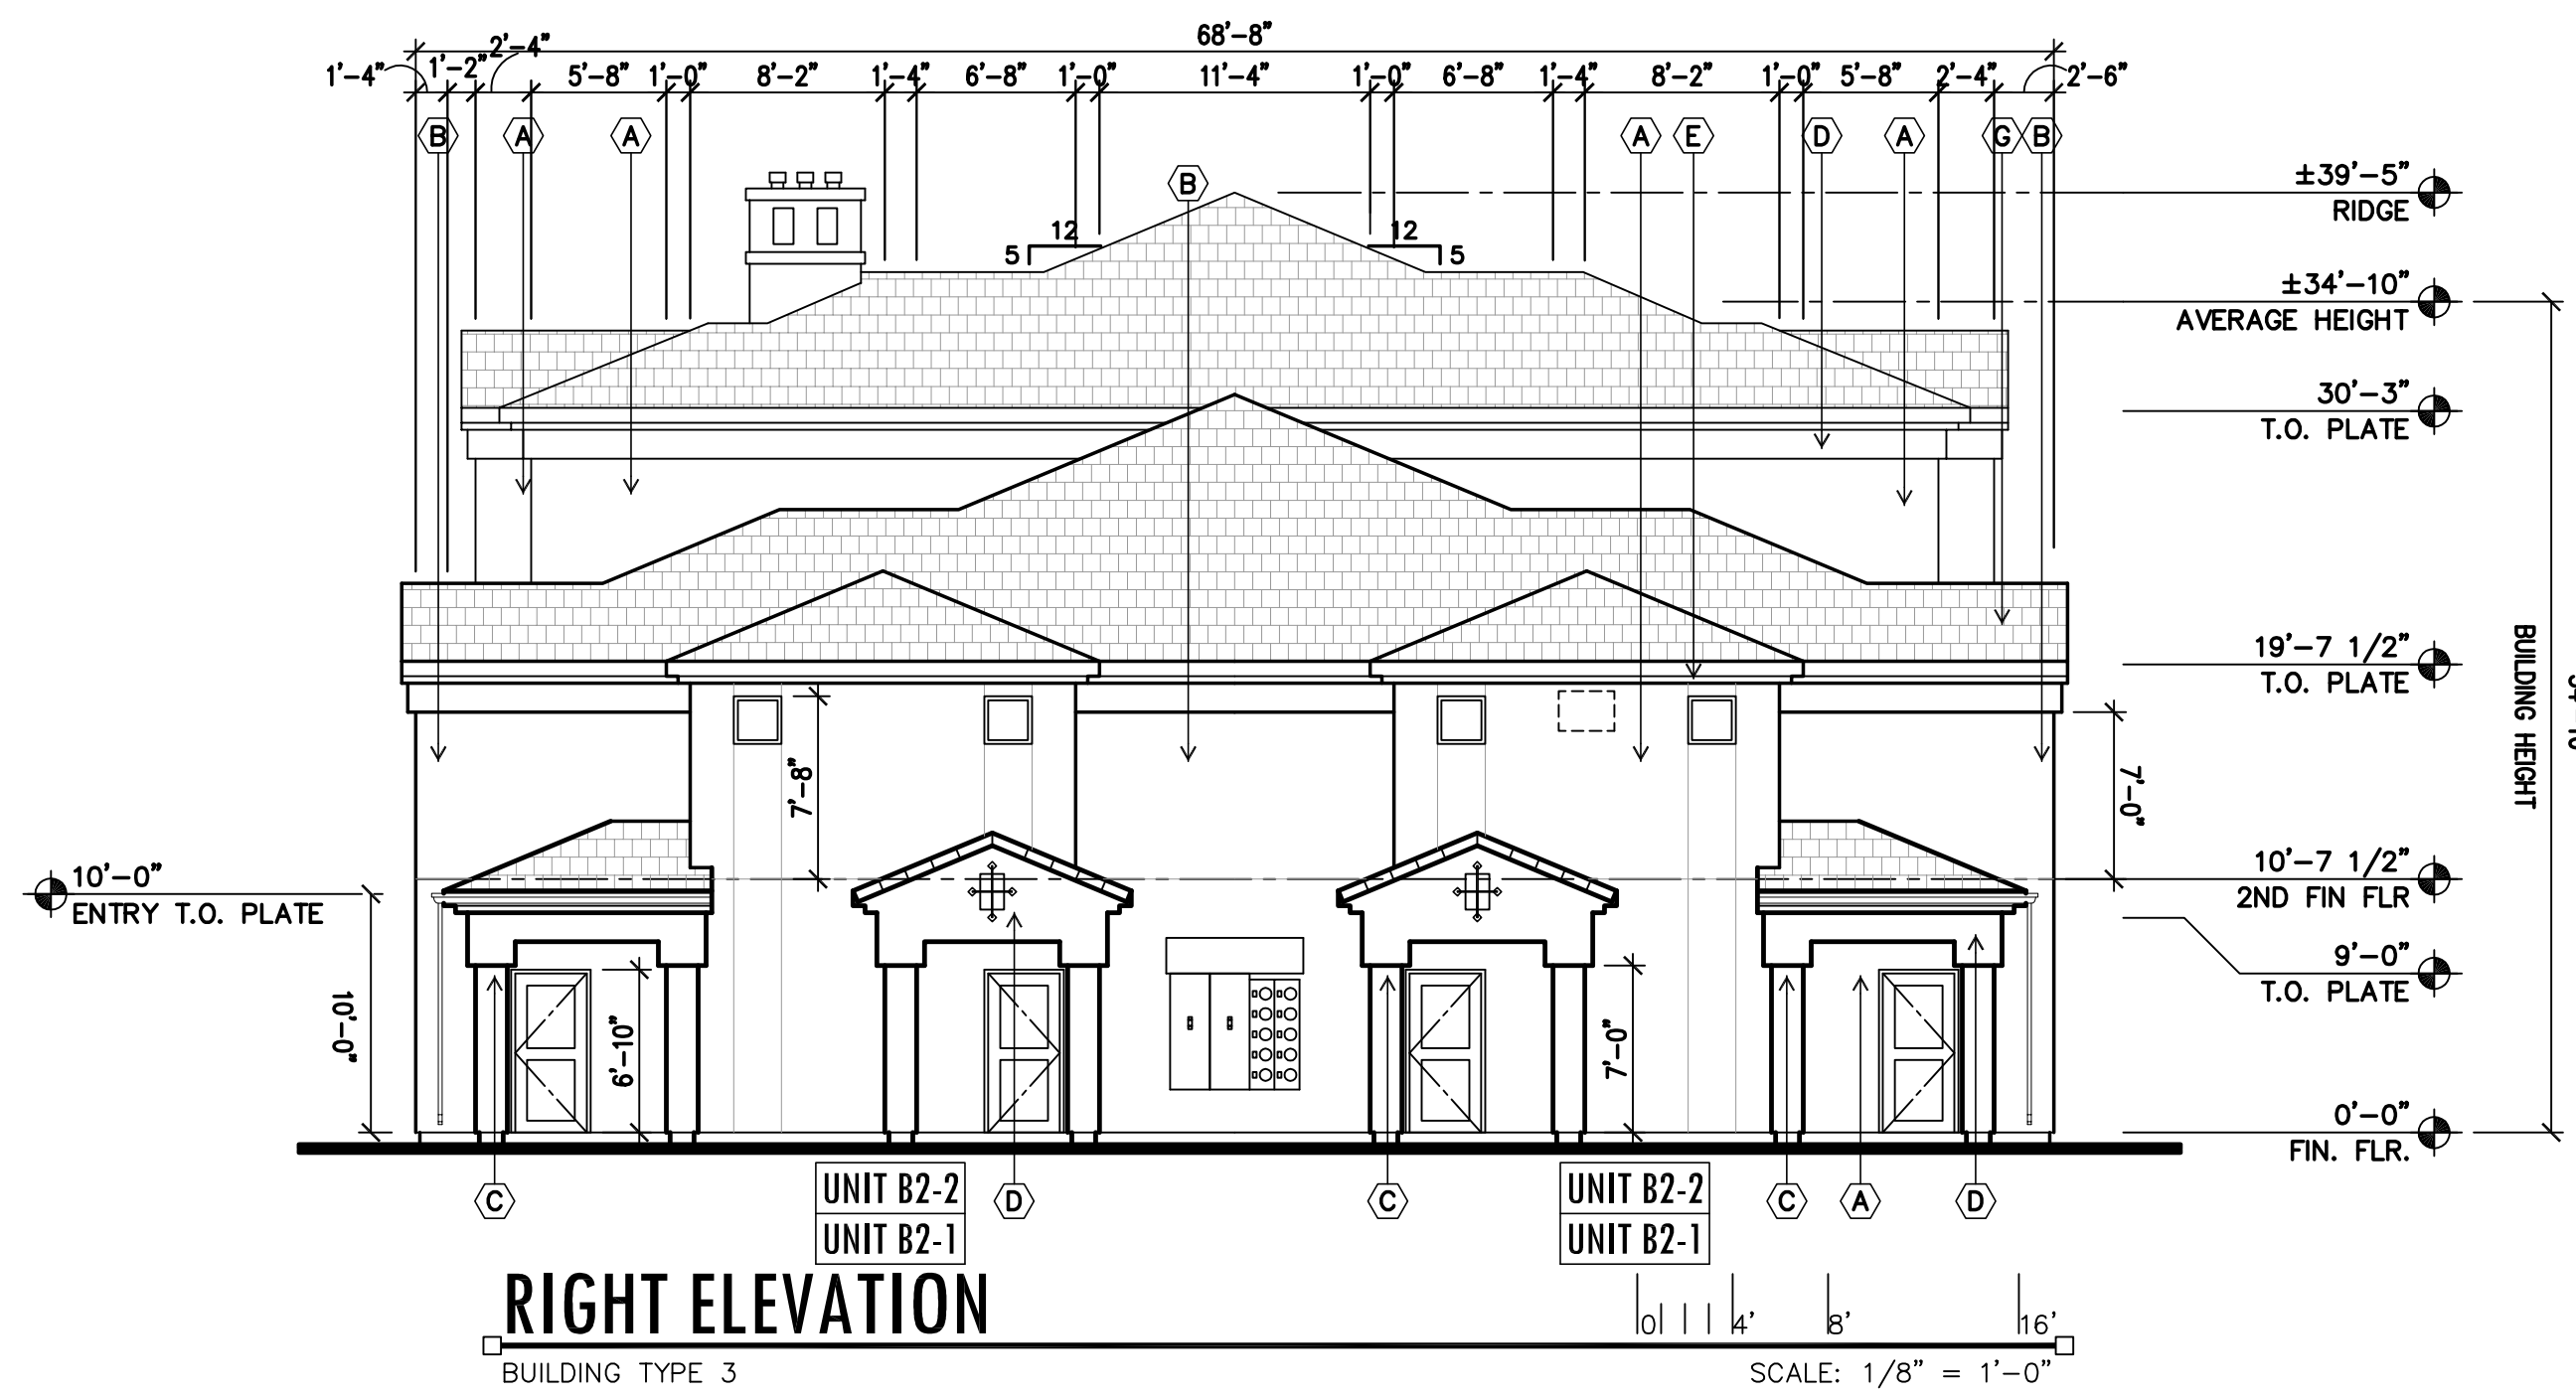 68'-8"
1'-4" 1'-2" 2'-4" 5'-8" 1'-0" 8'-2" 1'-4" 6'-8" 1'-0" 11'-4" 1'-0" 6'-8" 1'-4" 8'-2" 1'-0" 5'-8" 2'-4" 2'-6"
B A A A E D A G B
B
±39'-5"
RIDGE
12 12
5 5
±34'-10"
AVERAGE HEIGHT
30'-3"
T.O. PLATE
19'-7 1/2"
T.O. PLATE
BUILDING HEIGHT
7'-8"
7'-0"
10'-0"
ENTRY T.O. PLATE
10'-7 1/2"
2ND FIN FLR
9'-0"
T.O. PLATE
10'-0"
6'-10"
7'-0"
0'-0"
FIN. FLR.
C D C C A D
UNIT B2-2 UNIT B2-2
UNIT B2-1 UNIT B2-1
RIGHT ELEVATION
0 4' 8' 16'
BUILDING TYPE 3 SCALE: 1/8" = 1'-0"